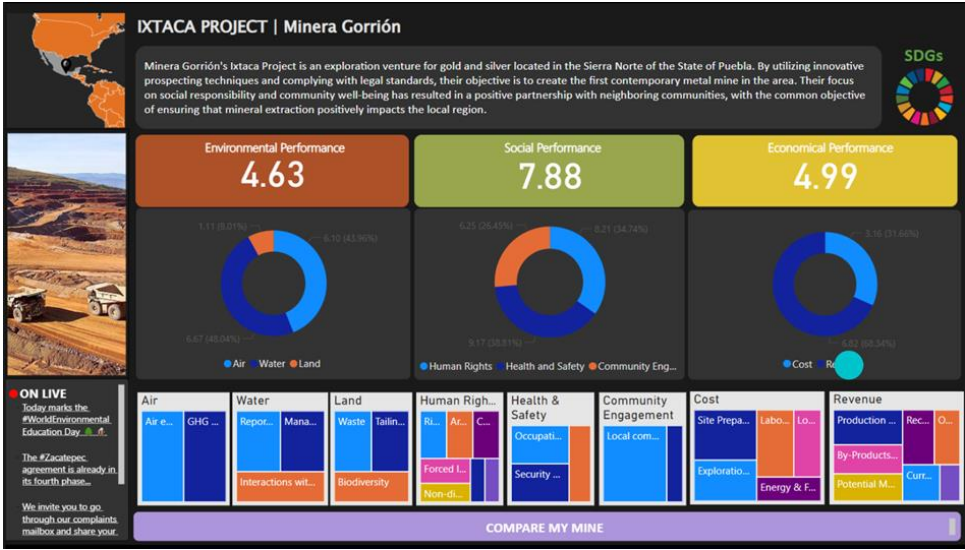 IXTACA PROJECT | Minera Gorrión
Minera Gorrión's Ixtaca Project is an exploration venture for gold and silver located in the Sierra Norte of the State of Puebla. By utilizing innovative
prospecting techniques and complying with legal standards, their objective is to create the first contemporary metal mine in the area. Their focus
on social responsibility and community well-being has resulted in a positive partnership with neighboring communities, with the common objective
of ensuring that mineral extraction positively impacts the local region.
SDGs
Environmental Performance
4.63
Social Performance
7.88
Economical Performance
4.99
1.11 (8.01%)
6.10 (43.96%)
6.67 (48.04%)
Air Water Land
6.25 (26.45%)
8.21 (34.74%)
9.17 (38.81%)
Human Rights Health and Safety Community Eng...
(31.66%)
(68.34%)
Cost
ON LIVE
Today marks the
#WorldEnvironmental
Education Day
The #Zacatepec
agreement is already in
its fourth phase...
We invite you to go
through our complaints
mailbox and share your
Air
Air e...
GHG ...
Water
Repor...
Mana...
Interactions wit...
Land
Waste
Tailin...
Biodiversity
Human Righ...
Ri...
Ar...
C...
Forced l...
Non-di...
Health &
Safety
Occupati...
Security ...
Community
Engagement
Local com...
Cost
Site Prepa...
Labo...
Lo...
Exploratio...
Energy & F...
Revenue
Production ...
Rec...
O...
By-Products...
Potential M...
Curr...
COMPARE MY MINE